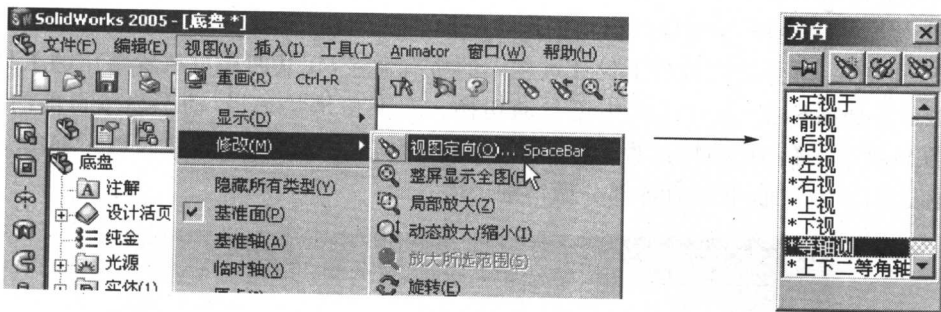 SolidWorks 2005 - [底盘 *]
文件(F) 编辑(E) 视图(V) 插入(I) 工具(T) Animator 窗口(W) 帮助(H)
重画(R) Ctrl+R
显示(D)
修改(M)
隐藏所有类型(Y)
基准面(P)
基准轴(A)
临时轴(X)
视图定向(O)... SpaceBar
整屏显示全图(F)
局部放大(Z)
动态放大/缩小(I)
放大所选范围(S)
旋转(E)
底盘
注解
设计活页
纯金
光源
实体(1)
方向
*正视于
*前视
*后视
*左视
*右视
*上视
*下视
*等轴测
*上下二等角轴